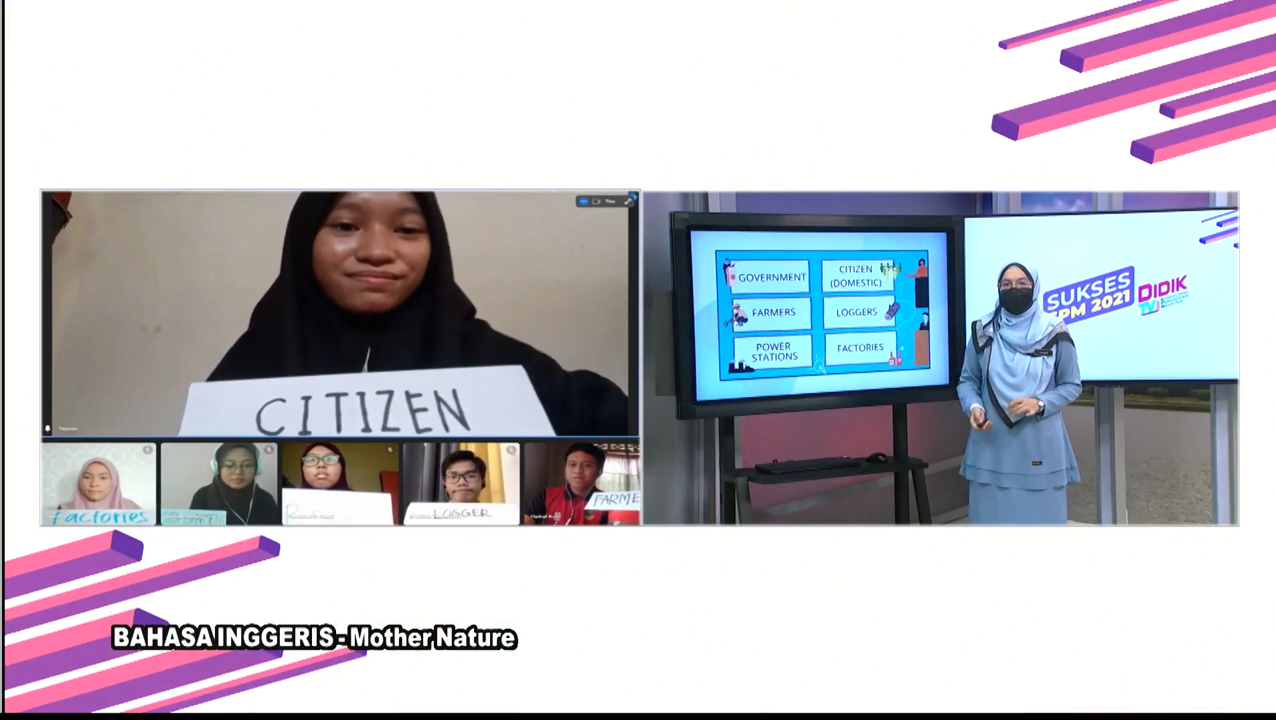 You
CITIZEN
Factories
LOGGER
FARME
GOVERNMENT
CITIZEN
(DOMESTIC)
FARMERS
LOGGERS
POWER
STATIONS
FACTORIES
SUKSES
SPM 2021
DIDIK
TV
BAHASA INGGERIS - Mother Nature